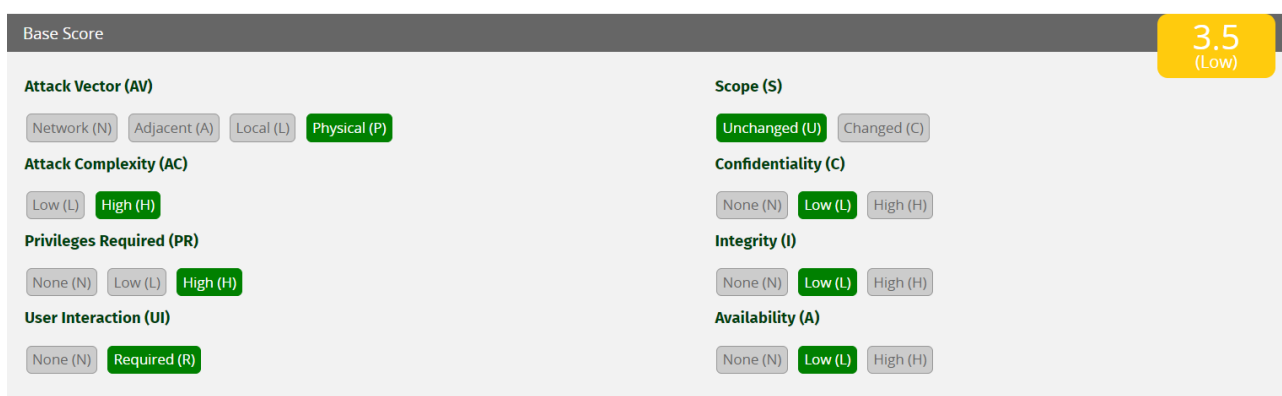 Base Score
3.5
(Low)
Attack Vector (AV)
Network (N) Adjacent (A) Local (L) Physical (P)
Attack Complexity (AC)
Low (L) High (H)
Privileges Required (PR)
None (N) Low (L) High (H)
User Interaction (UI)
None (N) Required (R)
Scope (S)
Unchanged (U) Changed (C)
Confidentiality (C)
None (N) Low (L) High (H)
Integrity (I)
None (N) Low (L) High (H)
Availability (A)
None (N) Low (L) High (H)